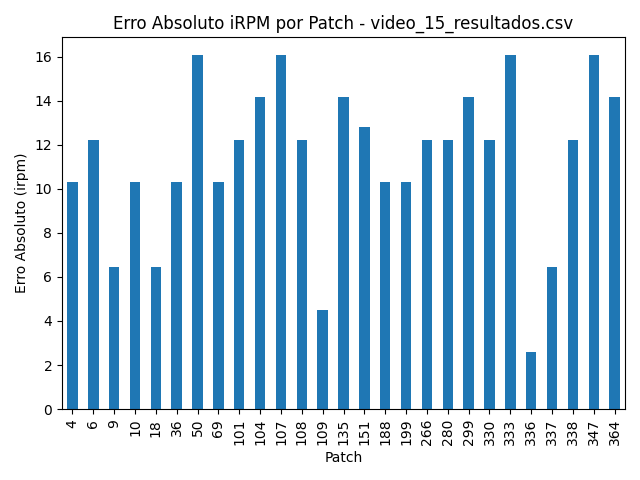 Erro Absoluto iRPM por Patch - video_15_resultados.csv
Erro Absoluto (irpm)
16
14
12
10
8
6
4
2
0
4 6 9 10 18 36 50 69 101 104 107 108 109 135 151 188 199 266 280 299 330 333 336 337 338 347 364
Patch